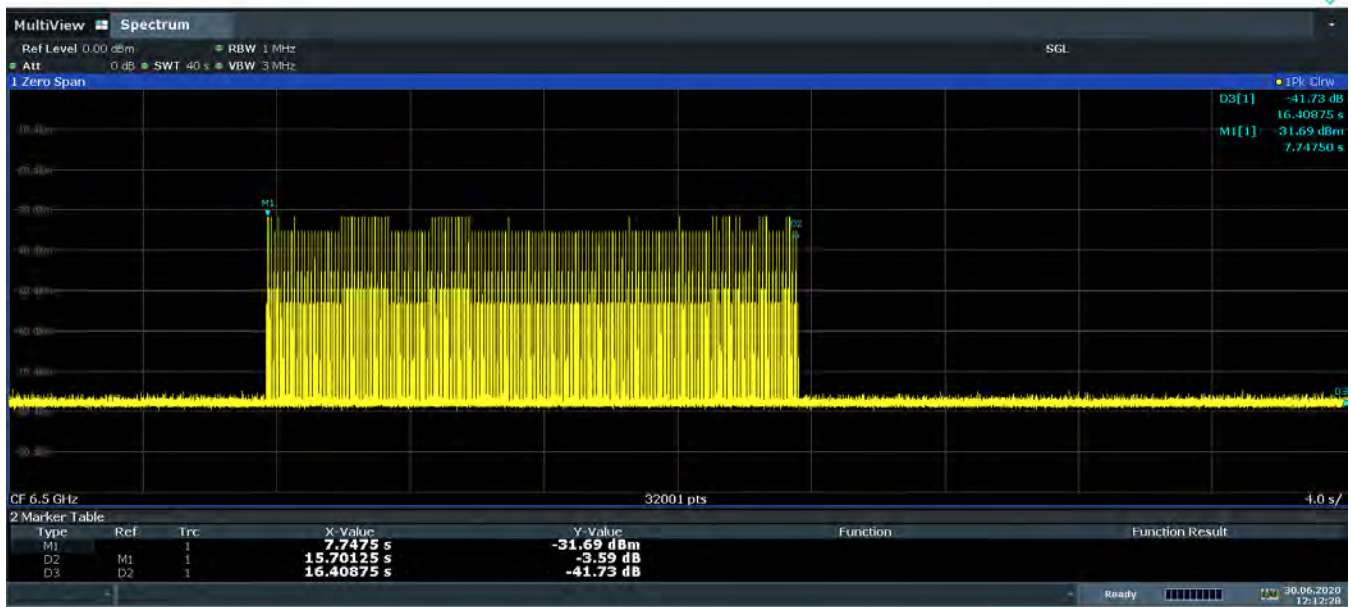 MultiView Spectrum
Ref Level 0.00 dBm RBW 1 MHz SGL
Att 0 dB SWT 40 s VBW 3 MHz
1 Zero Span 1Pk Clrw
D3[1] -41.73 dB
16.40875 s
M1[1] -31.69 dBm
7.74750 s
M1
D2
D3
CF 6.5 GHz 32001 pts 4.0 s/
2 Marker Table
Type Ref Trc X-Value Y-Value Function Function Result
M1 1 7.7475 s -31.69 dBm
D2 M1 1 15.70125 s -3.59 dB
D3 D2 1 16.40875 s -41.73 dB
Ready 30.06.2020
12:12:28